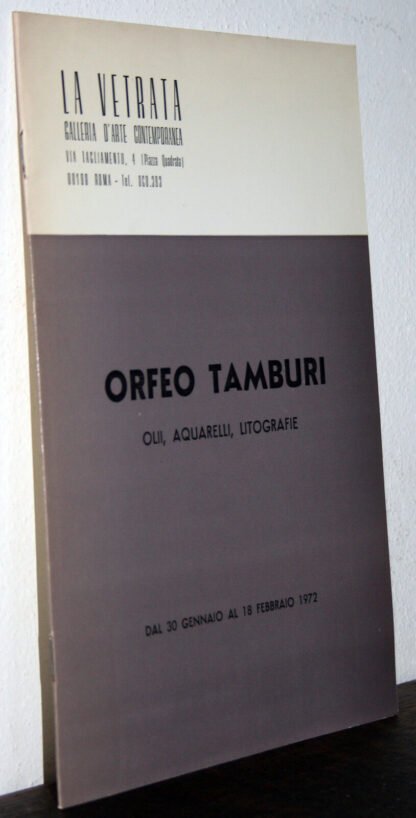 LA VETRATA
GALLERIA D'ARTE CONTEMPORANEA
VIA TAGLIAMENTO, 4 (Piazza Quadrata)
00198 ROMA - Tel.
ORFEO TAMBURI
OLII, AQUARELLI, LITOGRAFIE
DAL 30 GENNAIO AL 18 FEBBRAIO 1972